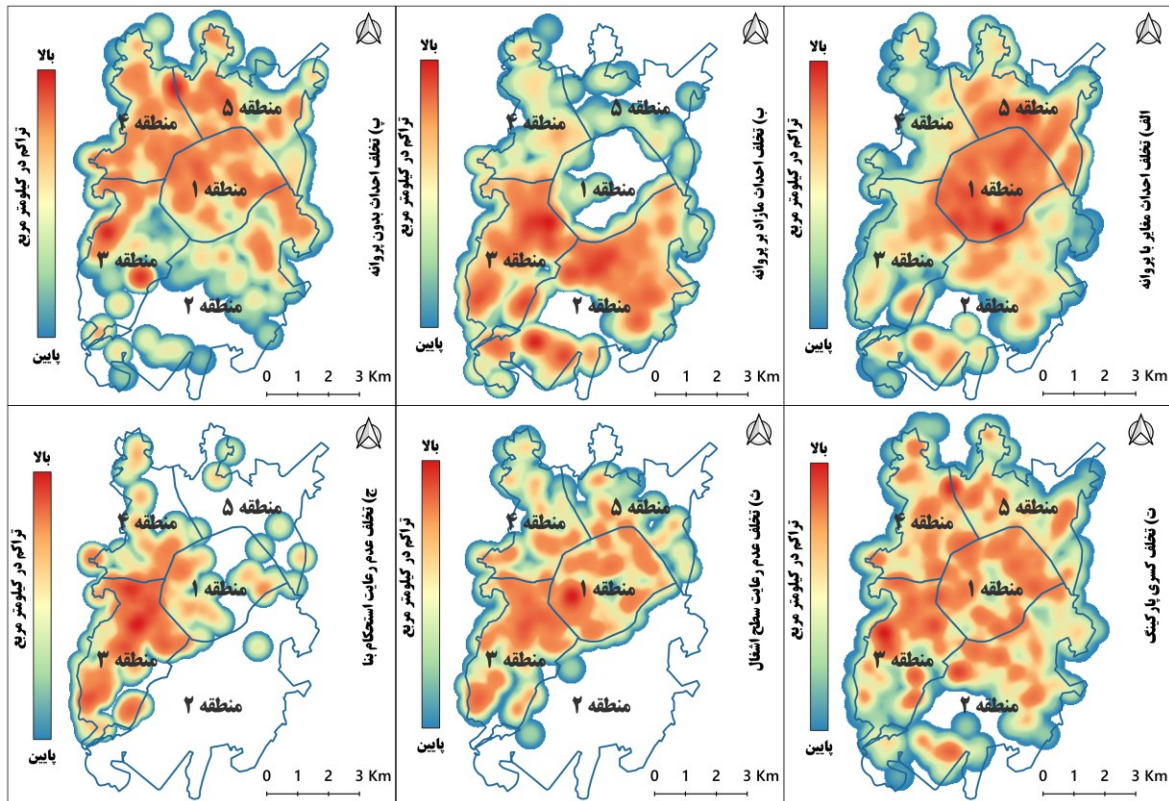 الف) تخلف احداث مغایر با پروانه
تراکم در کیلومتر مربع
بالا
پایین
منطقه ۵
منطقه ۴
منطقه ۱
منطقه ۳
منطقه ۲
0 1 2 3 Km
ب) تخلف احداث مازاد بر پروانه
تراکم در کیلومتر مربع
بالا
پایین
منطقه ۵
منطقه ۴
منطقه ۱
منطقه ۳
منطقه ۲
0 1 2 3 Km
پ) تخلف احداث بدون پروانه
تراکم در کیلومتر مربع
بالا
پایین
منطقه ۵
منطقه ۴
منطقه ۱
منطقه ۳
منطقه ۲
0 1 2 3 Km
ت) تخلف کسری پارکینگ
تراکم در کیلومتر مربع
بالا
پایین
منطقه ۵
منطقه ۴
منطقه ۱
منطقه ۳
منطقه ۲
0 1 2 3 Km
ث) تخلف عدم رعایت سطح اشغال
تراکم در کیلومتر مربع
بالا
پایین
منطقه ۵
منطقه ۴
منطقه ۱
منطقه ۳
منطقه ۲
0 1 2 3 Km
ج) تخلف عدم رعایت استحکام بنا
تراکم در کیلومتر مربع
بالا
پایین
منطقه ۵
منطقه ۴
منطقه ۱
منطقه ۳
منطقه ۲
0 1 2 3 Km